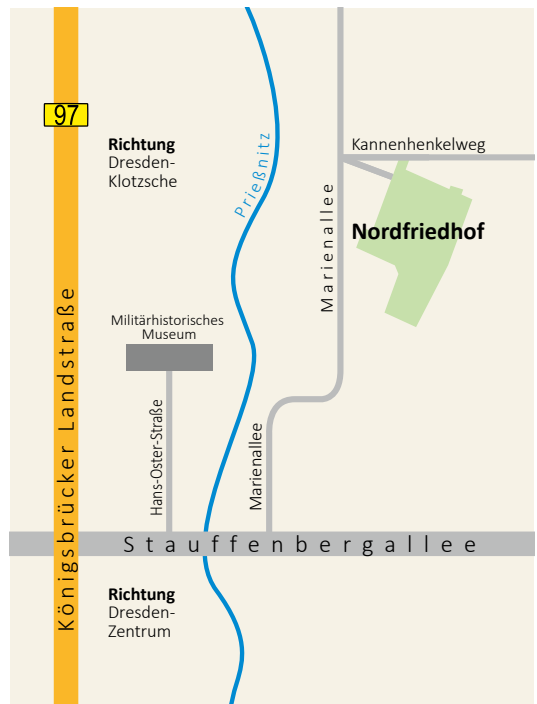 97
Richtung
Dresden-
Klotzsche
Prießnitz
Kannenhenkelweg
Marienallee
Nordfriedhof
Königsbrücker Landstraße
Militärhistorisches
Museum
Hans-Oster-Straße
Marienallee
Stauffenbergallee
Richtung
Dresden-
Zentrum